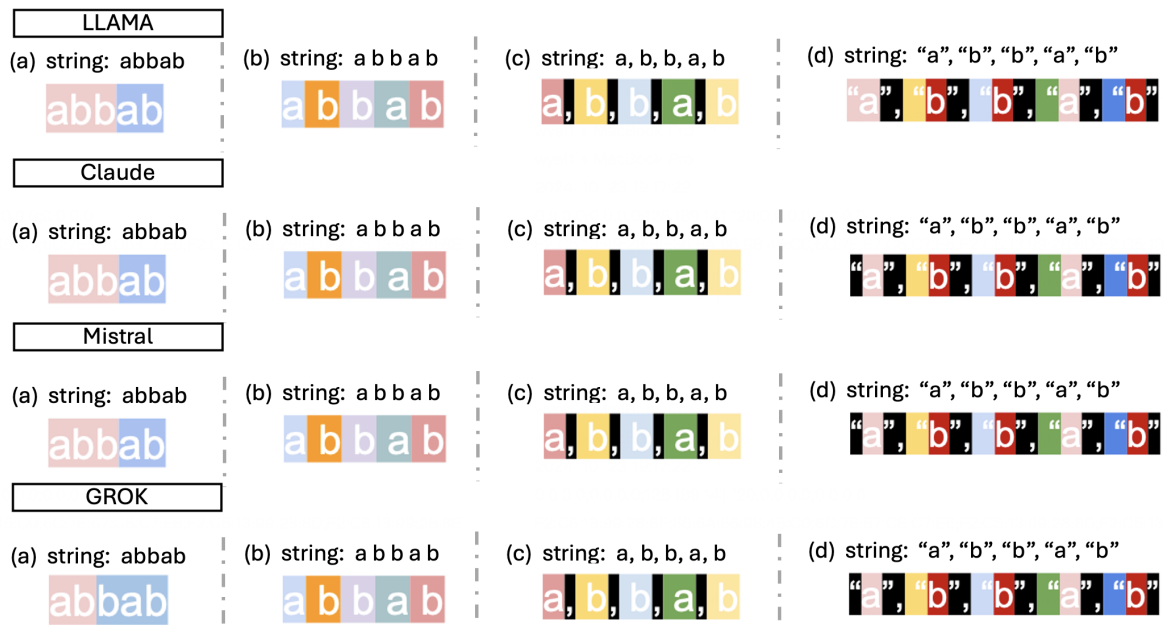 LLAMA
(a) string: abbab (b) string: a b b a b (c) string: a, b, b, a, b (d) string: “a”, “b”, “b”, “a”, “b”
abbab a b b a b a, b, b, a, b “a”, “b”, “b”, “a”, “b”
Claude
(a) string: abbab (b) string: a b b a b (c) string: a, b, b, a, b (d) string: “a”, “b”, “b”, “a”, “b”
abbab a b b a b a, b, b, a, b “a”, “b”, “b”, “a”, “b”
Mistral
(a) string: abbab (b) string: a b b a b (c) string: a, b, b, a, b (d) string: “a”, “b”, “b”, “a”, “b”
abbab a b b a b a, b, b, a, b “a”, “b”, “b”, “a”, “b”
GROK
(a) string: abbab (b) string: a b b a b (c) string: a, b, b, a, b (d) string: “a”, “b”, “b”, “a”, “b”
abbab a b b a b a, b, b, a, b “a”, “b”, “b”, “a”, “b”